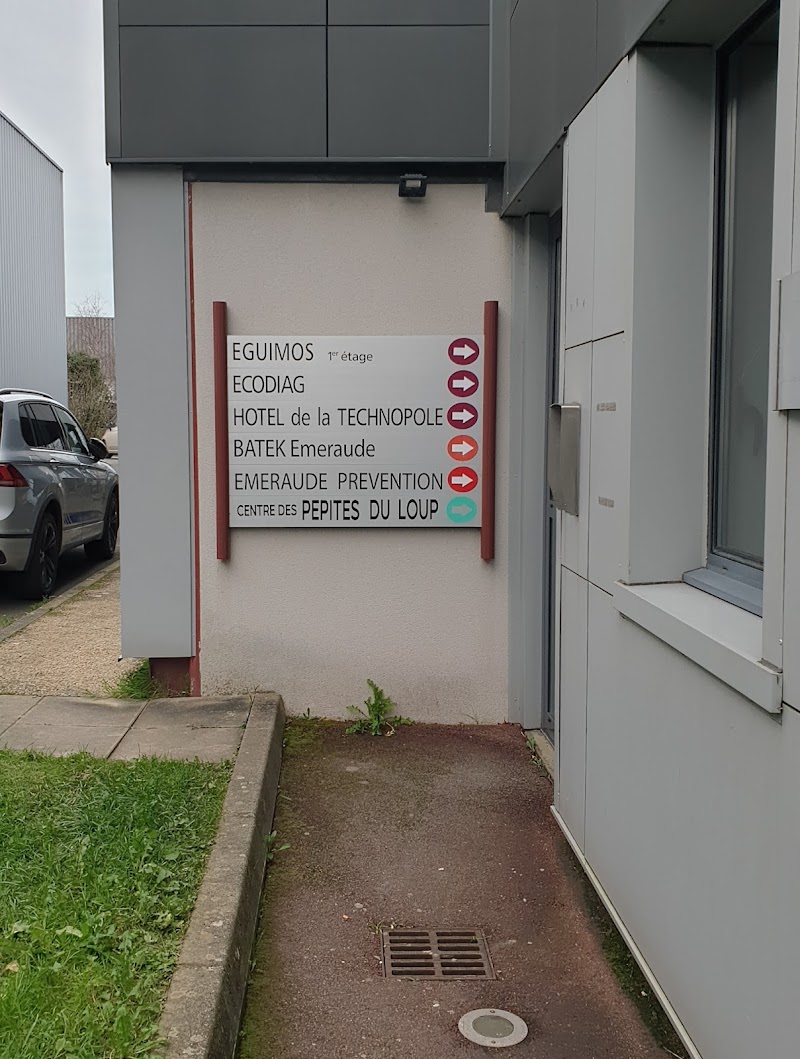 EGUIMOS 1er étage
ECODIAG
HOTEL de la TECHNOPOLE
BATEK Emeraude
EMERAUDE PREVENTION
CENTRE DES PEPITES DU LOUP